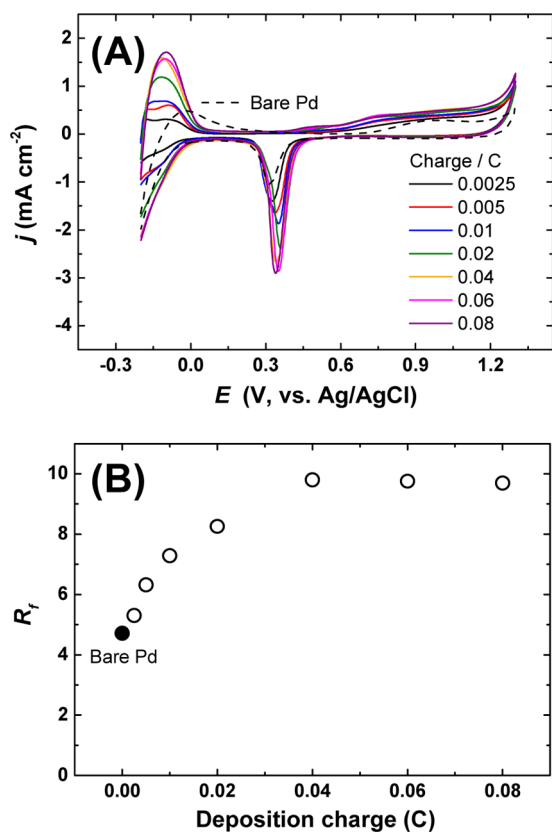 (A)
Bare Pd
Charge / C
0.0025
0.005
0.01
0.02
0.04
0.06
0.08
2
1
0
-1
-2
-3
-4
j (mA cm⁻²)
-0.3 0.0 0.3 0.6 0.9 1.2
E (V, vs. Ag/AgCl)
(B)
10
8
6
4
2
0
R_f
Bare Pd
0.00 0.02 0.04 0.06 0.08
Deposition charge (C)